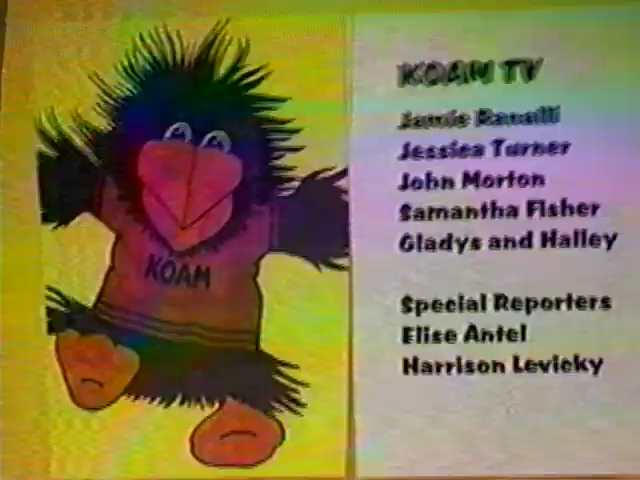 KOAM
KOAM TV
Jamie
Jessica Turner
John Morton
Samantha Fisher
Gladys and Halley
Special Reporters
Elise Antel
Harrison Levicky